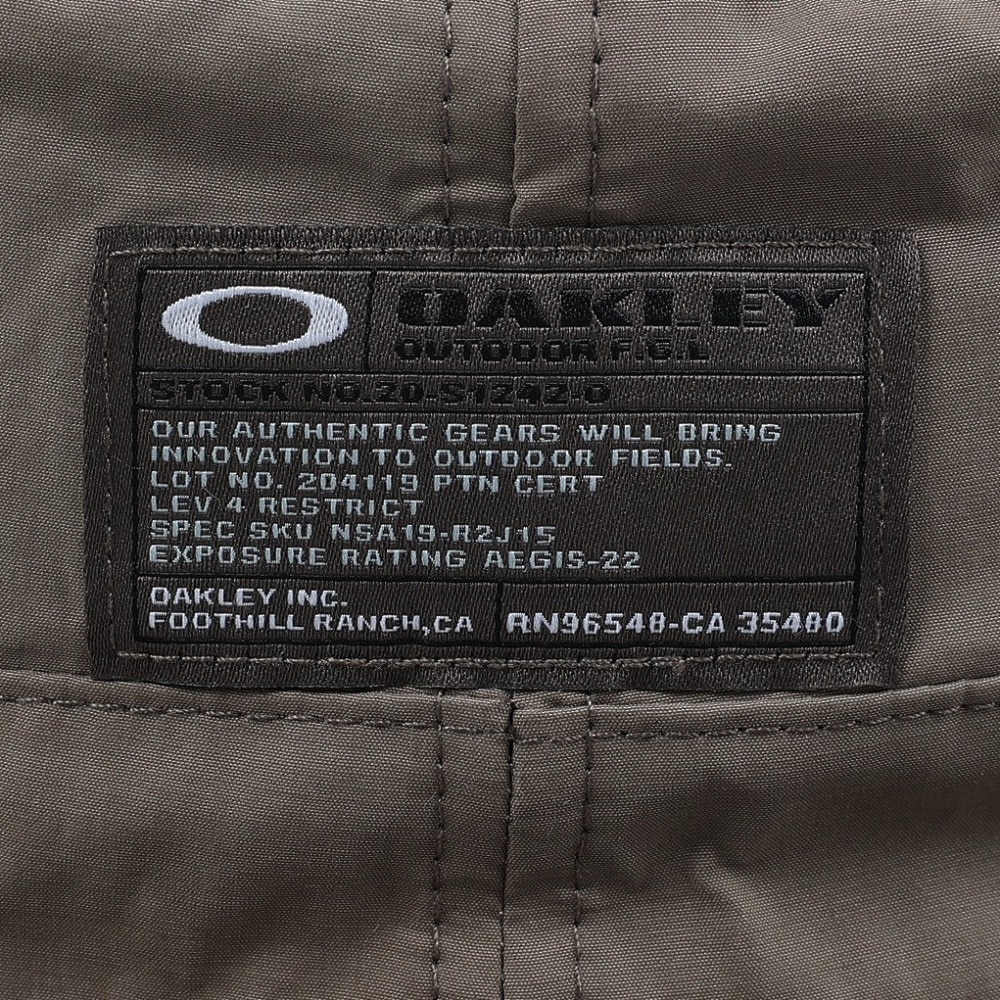 OAKLEY
OUTDOOR F.G.L
STOCK NO.20-S1242-O
OUR AUTHENTIC GEARS WILL BRING
INNOVATION TO OUTDOOR FIELDS.
LOT NO. 204119 PTN CERT
LEV 4 RESTRICT
SPEC SKU NSA19-R2J15
EXPOSURE RATING AEGIS-22
OAKLEY INC.
FOOTHILL RANCH,CA
RN96548-CA 35480